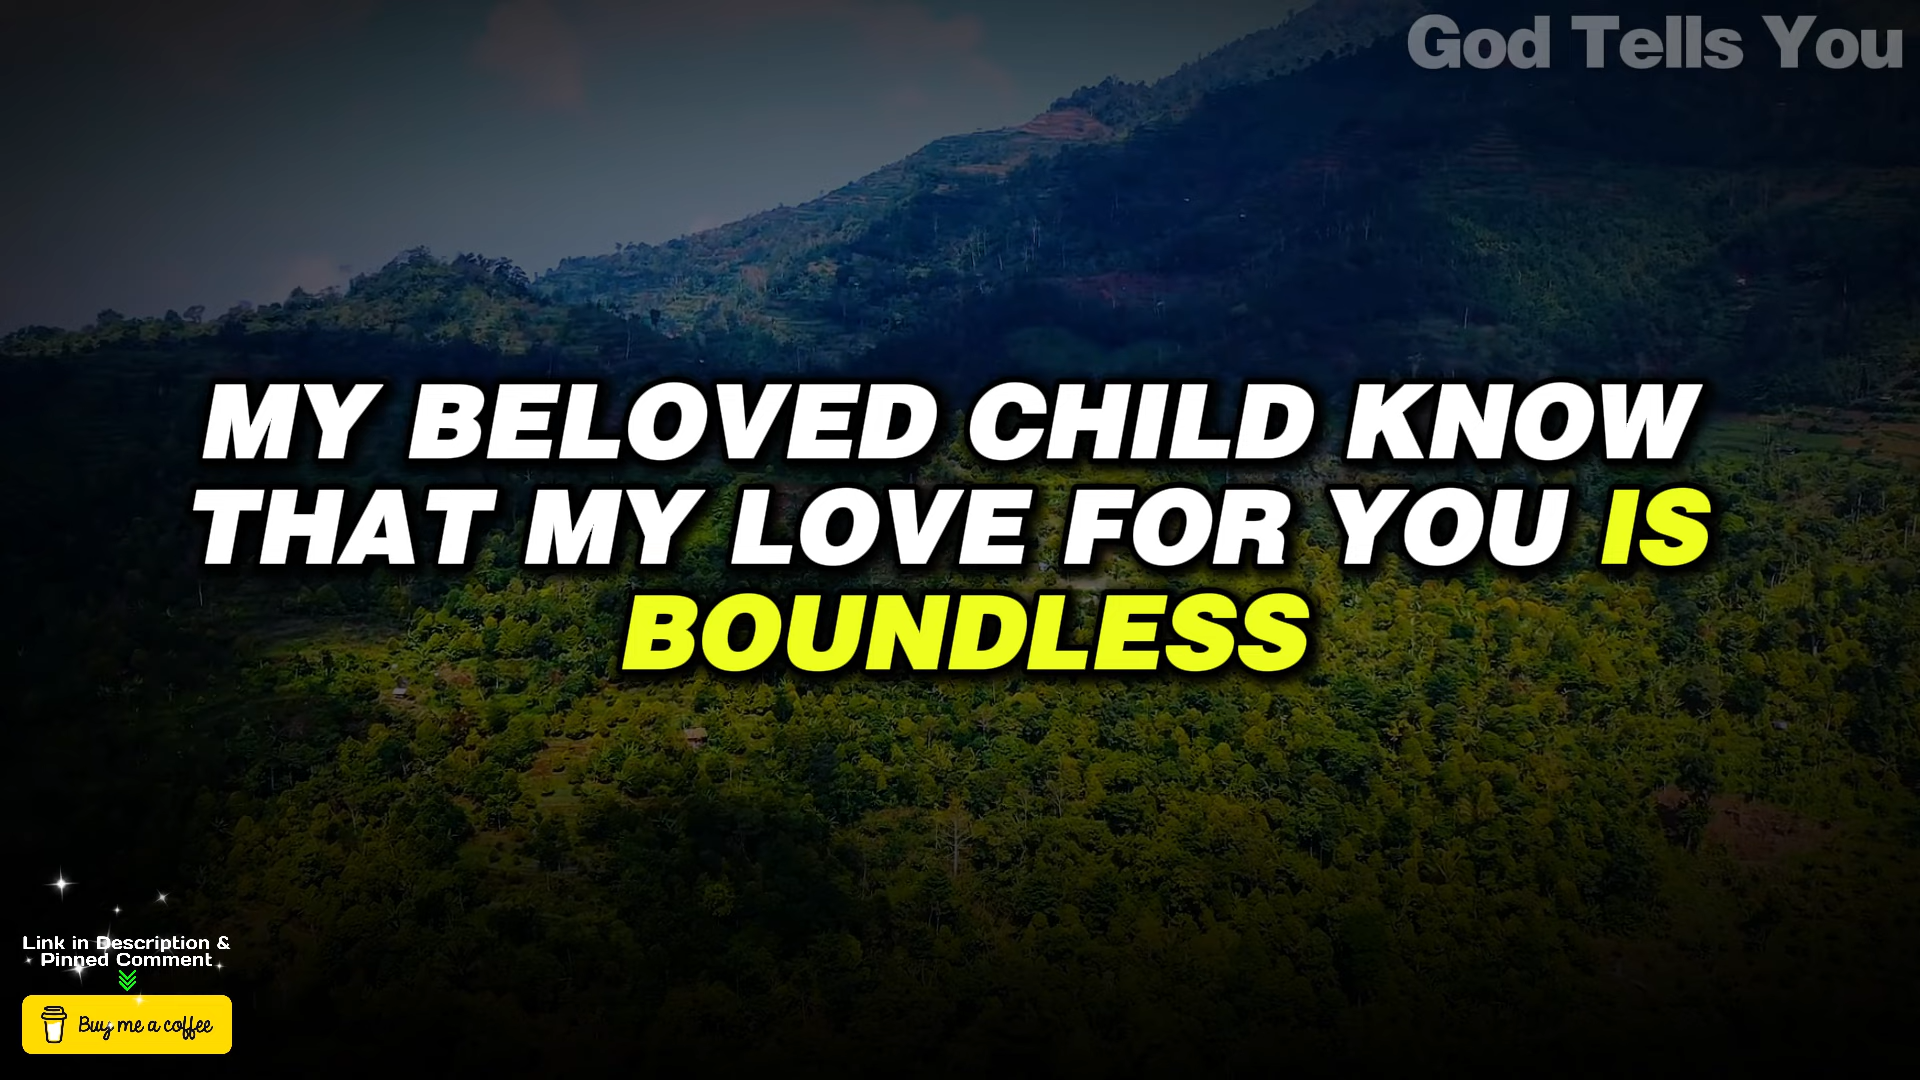 God Tells You
MY BELOVED CHILD KNOW
THAT MY LOVE FOR YOU IS
BOUNDLESS
Link in Description &
Pinned Comment
Buy me a coffee